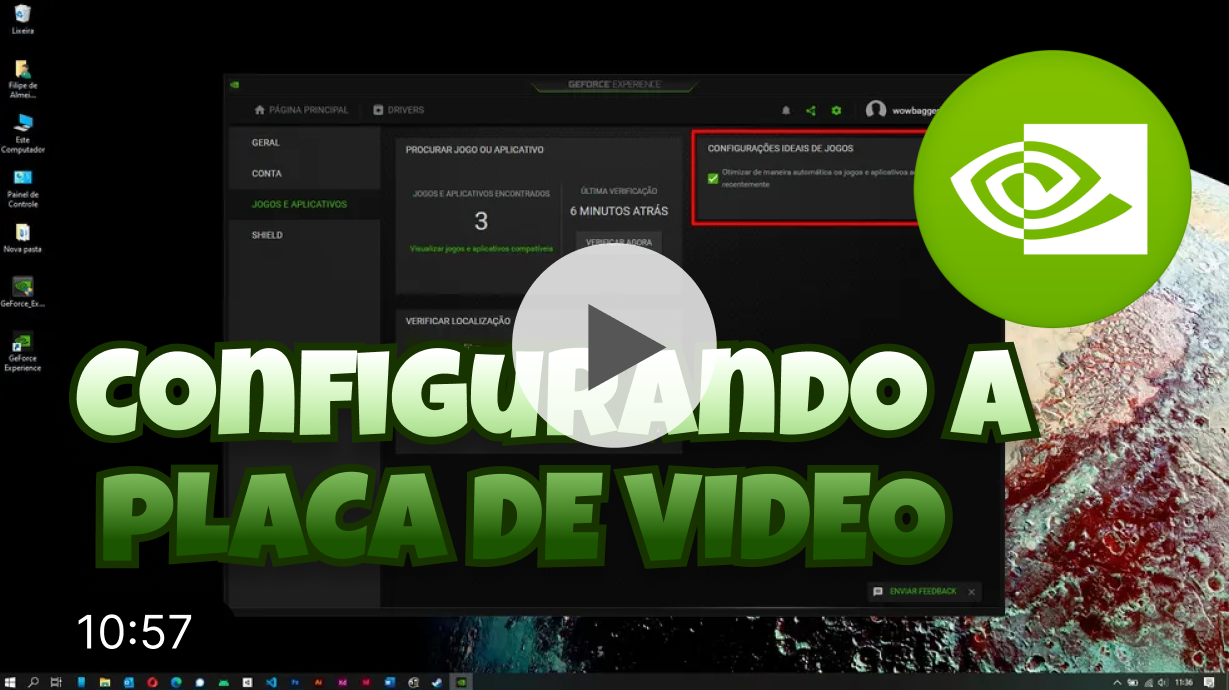 Lixeira
Filipe de
Almei...
Este
Computador
Painel de
Controle
Nova pasta
GeForce_Ex...
GeForce
Experience
GEFORCE EXPERIENCE
PÁGINA PRINCIPAL
DRIVERS
wowbagge
GERAL
CONTA
JOGOS E APLICATIVOS
SHIELD
PROCURAR JOGO OU APLICATIVO
JOGOS E APLICATIVOS ENCONTRADOS
3
Visualizar jogos e aplicativos compatíveis
ÚLTIMA VERIFICAÇÃO
6 MINUTOS ATRÁS
VERIFICAR AGORA
CONFIGURAÇÕES IDEAIS DE JOGOS
Otimizar de maneira automática os jogos e aplicativos
recentemente
VERIFICAR LOCALIZAÇÃO
CONFIGURANDO A
PLACA DE VIDEO
ENVIAR FEEDBACK
10:57
11:36